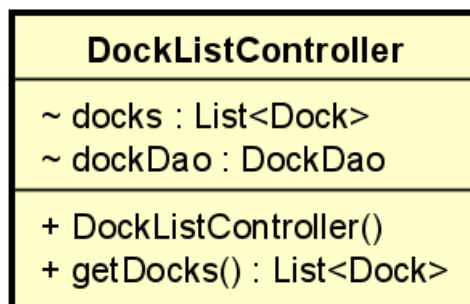 DockListController
~ docks : List<Dock>
~ dockDao : DockDao
+ DockListController()
+ getDocks() : List<Dock>